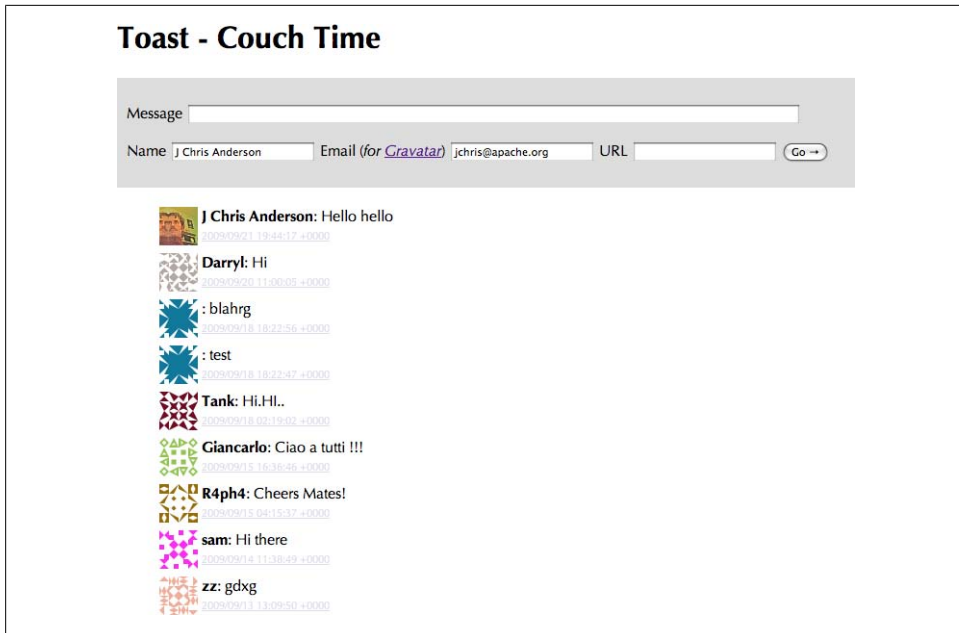 Toast - Couch Time
Message
Name J Chris Anderson Email (for Gravatar) jchris@apache.org URL Go →
J Chris Anderson: Hello hello
2009/09/21 19:44:17 +0000
Darryl: Hi
2009/09/20 11:00:05 +0000
: blahrg
2009/09/18 18:22:56 +0000
: test
2009/09/18 18:22:47 +0000
Tank: Hi.HI..
2009/09/18 02:19:02 +0000
Giancarlo: Ciao a tutti !!!
2009/09/15 16:36:46 +0000
R4ph4: Cheers Mates!
2009/09/15 04:15:37 +0000
sam: Hi there
2009/09/14 11:38:49 +0000
zz: gdxg
2009/09/13 13:09:50 +0000